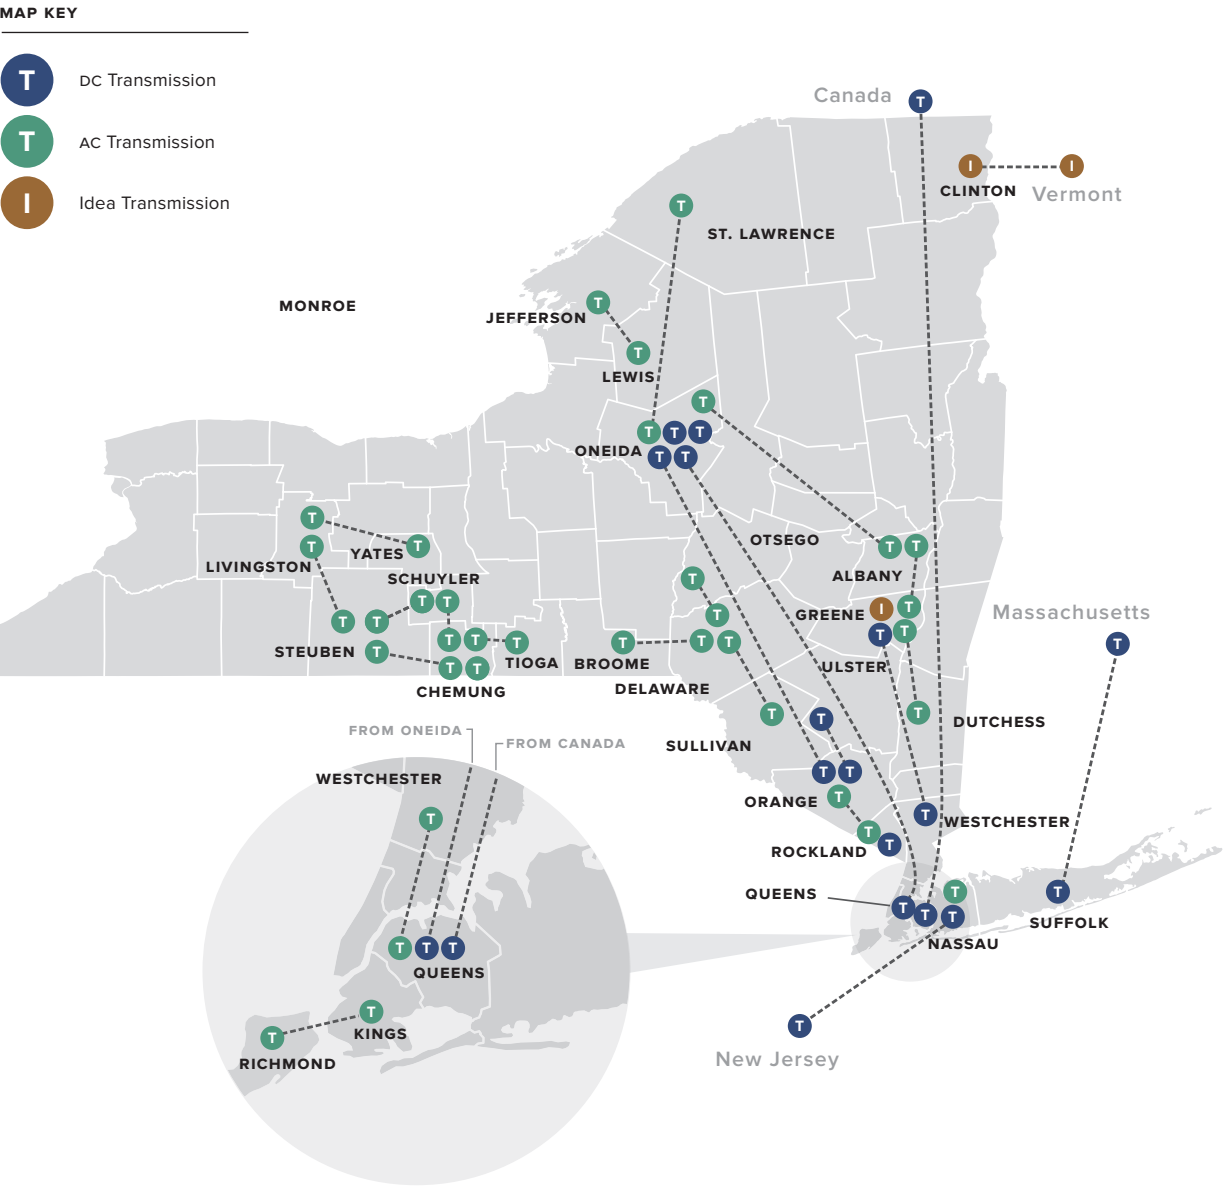 MAP KEY
T DC Transmission
T AC Transmission
I Idea Transmission
Canada T
I I
CLINTON Vermont
T
ST. LAWRENCE
MONROE
T
JEFFERSON
T
LEWIS
T
T T T
ONEIDA
T T
T
YATES T
T
LIVINGSTON
OTSEGO
T T
ALBANY
SCHUYLER
T
T T
T T
T T
GREENE I T
T T
Massachusetts
T
STEUBEN T
T T T
TIOGA
T T
CHEMUNG
T T T
BROOME
DELAWARE
ULSTER
T
SULLIVAN
T
T
DUTCHESS
T T
ORANGE T
T
WESTCHESTER
T T
ROCKLAND
QUEENS
T T T T
NASSAU
T
SUFFOLK
T
New Jersey
FROM ONEIDA
FROM CANADA
WESTCHESTER
T
T T T
QUEENS
T
KINGS
T
RICHMOND